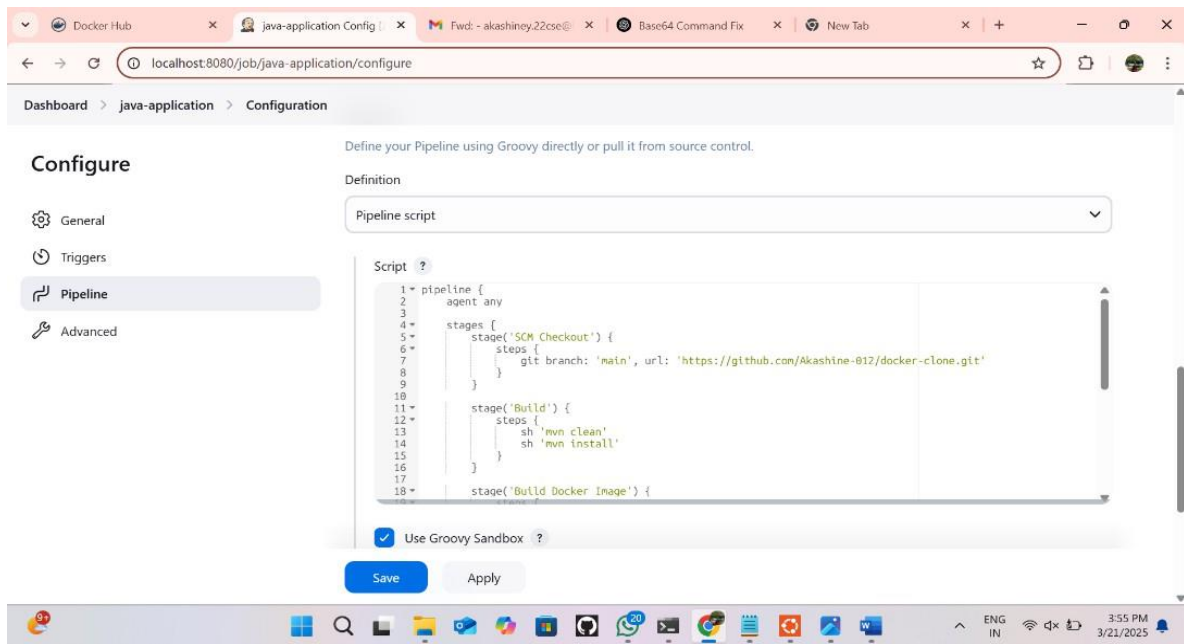 Docker Hub
java-application Config [
Fwd: - akashiney.22cse@
Base64 Command Fix
New Tab
localhost:8080/job/java-application/configure
Dashboard > java-application > Configuration
Configure
General
Triggers
Pipeline
Advanced
Define your Pipeline using Groovy directly or pull it from source control.
Definition
Pipeline script
Script ?
1 pipeline {
2 agent any
3
4 stages {
5 stage('SCM Checkout') {
6 steps {
7 git branch: 'main', url: 'https://github.com/Akashine-012/docker-clone.git'
8 }
9 }
10
11 stage('Build') {
12 steps {
13 sh 'mvn clean'
14 sh 'mvn install'
15 }
16 }
17
18 stage('Build Docker Image') {
Use Groovy Sandbox ?
Save
Apply
9+
20
ENG
IN
3:55 PM
3/21/2025